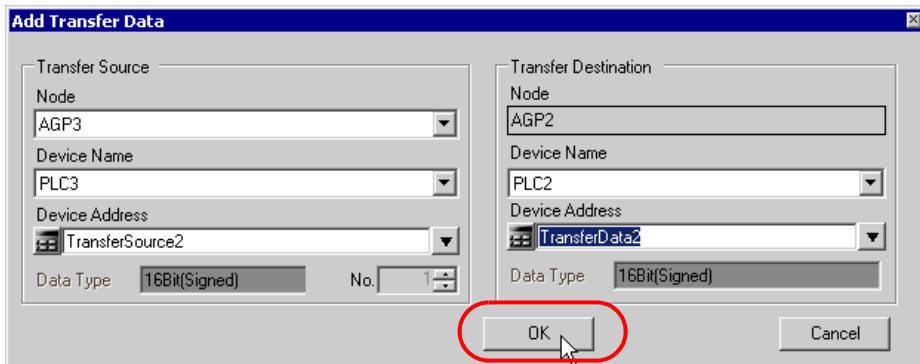 Add Transfer Data
Transfer Source
Node
AGP3
Device Name
PLC3
Device Address
TransferSource2
Data Type 16Bit(Signed) No. 1
Transfer Destination
Node
AGP2
Device Name
PLC2
Device Address
TransferData2
Data Type 16Bit(Signed)
OK Cancel